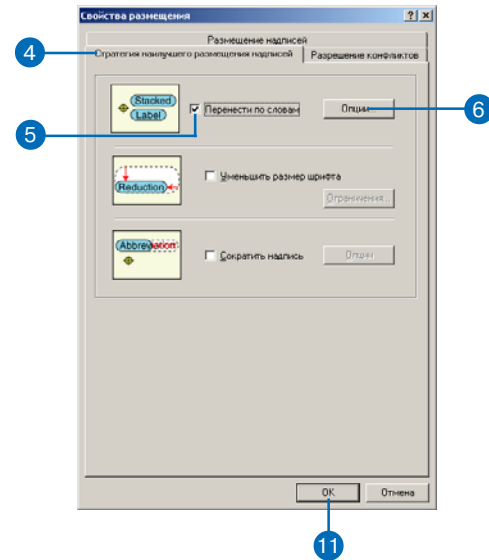 Свойства размещения
Размещение надписей
4
Стратегия наилучшего размещения надписей
Разрешение конфликтов
Stacked
Label
Перенести по словам
Опции...
5
6
Reduction
Уменьшить размер шрифта
Ограничения...
Abbreviation
Сократить надпись
Опции
OK
Отмена
11